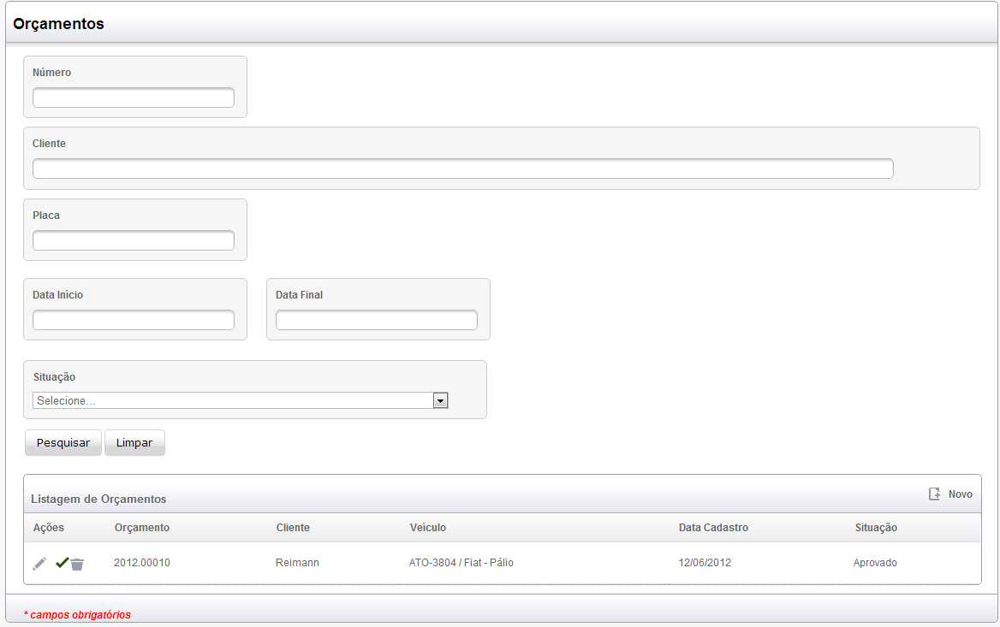 Orçamentos
Número
Cliente
Placa
Data Início Data Final
Situação
Selecione...
Pesquisar Limpar
Listagem de Orçamentos Novo
Ações Orçamento Cliente Veículo Data Cadastro Situação
2012.00010 Reimann ATO-3804 / Fiat - Pálio 12/06/2012 Aprovado
* campos obrigatórios